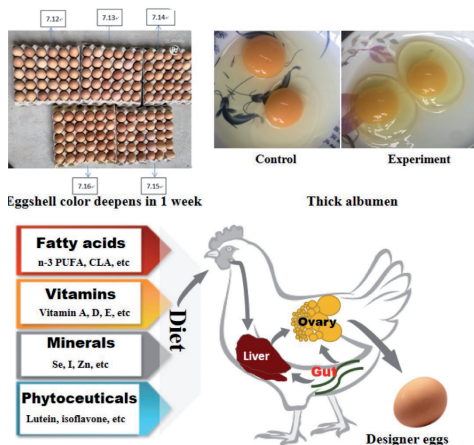 7.12
7.13
7.14
7.16
7.15
Eggshell color deepens in 1 week
Control
Experiment
Thick albumen
Fatty acids
n-3 PUFA, CLA, etc
Vitamins
Vitamin A, D, E, etc
Minerals
Se, I, Zn, etc
Phytoceuticals
Lutein, isoflavone, etc
Diet
Liver
Ovary
Gut
Designer eggs